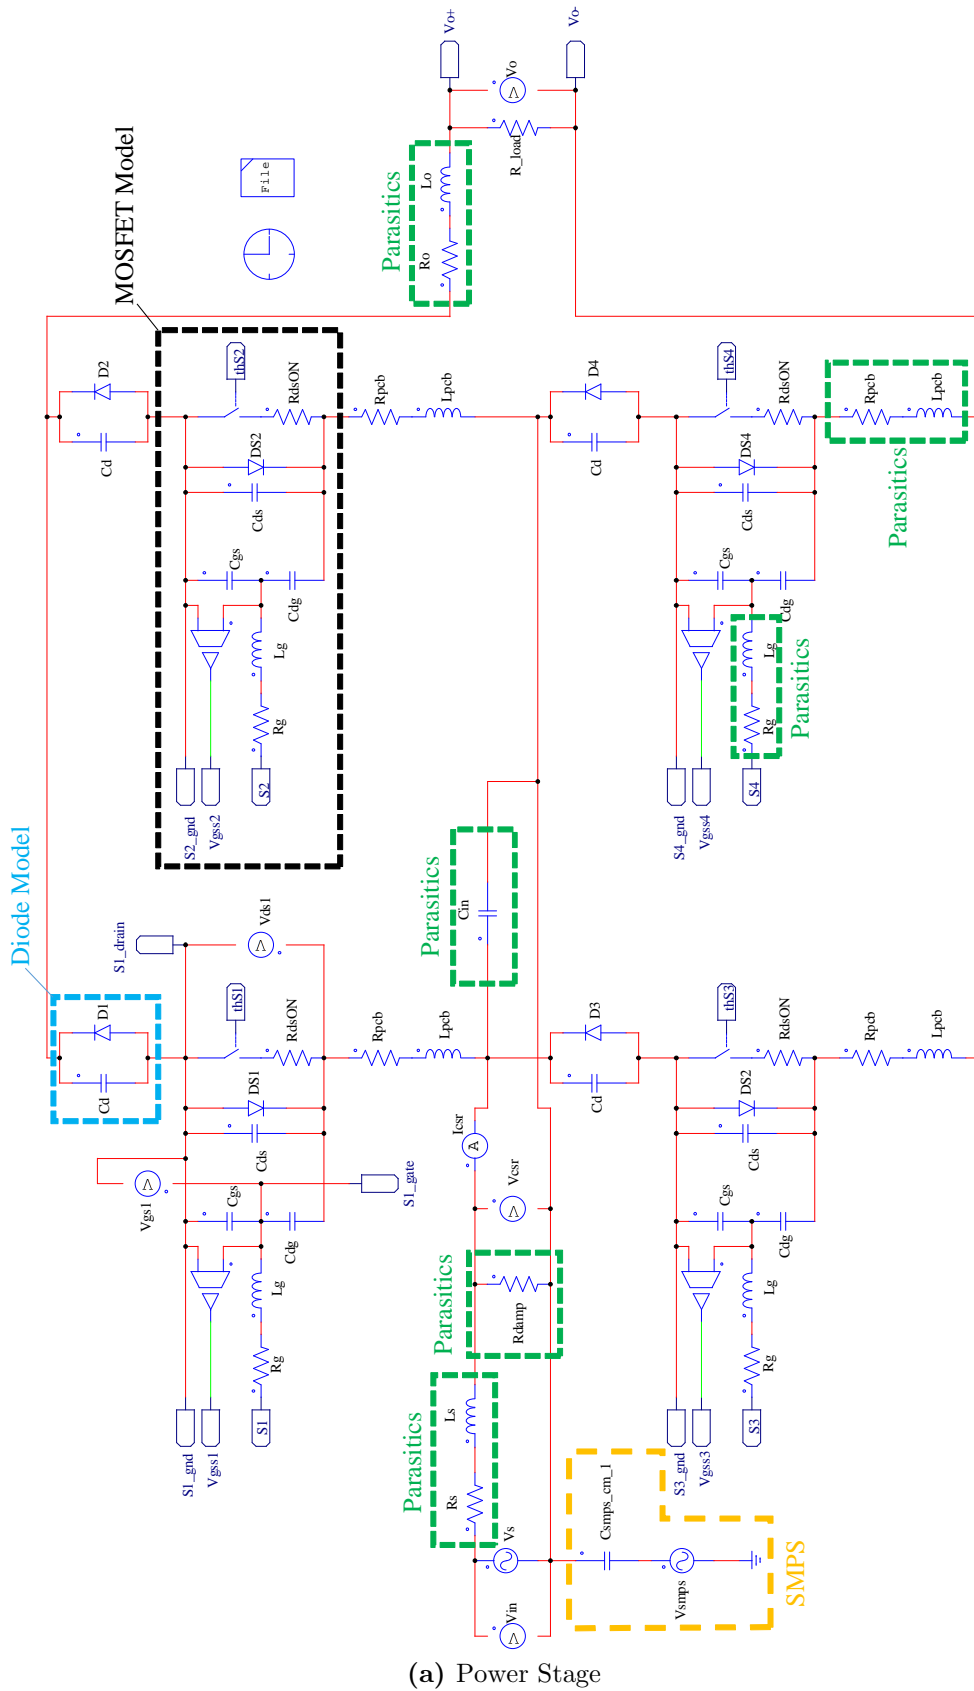 Vo+
Vo-
Vo
R_load
Parasitics
Lo
Ro
File
MOSFET Model
D2
Cd
thS2
RdsON
Rpcb
Lpcb
DS2
Cds
Cgs
Cdg
Lg
Rg
S2_gnd
Vgss2
S2
D4
Cd
thS4
RdsON
Rpcb
Lpcb
Parasitics
DS4
Cds
Cgs
Cdg
Lg
Rg
Parasitics
S4_gnd
Vgss4
S4
Diode Model
S1_drain
Vds1
D1
Cd
thS1
RdsON
Rpcb
Lpcb
DS1
Cds
Vgs1
S1_gate
Cgs
Cdg
Lg
Rg
S1_gnd
Vgss1
S1
Parasitics
Cin
Icsr
A
Vcsr
Parasitics
Rdamp
Parasitics
Ls
Rs
Vs
Vin
Csmps_cm_1
Vsmps
SMPS
D3
Cd
thS3
RdsON
Rpcb
Lpcb
DS2
Cds
Cgs
Cdg
Lg
Rg
S3_gnd
Vgss3
S3
V
V
V
V
V
(a) Power Stage